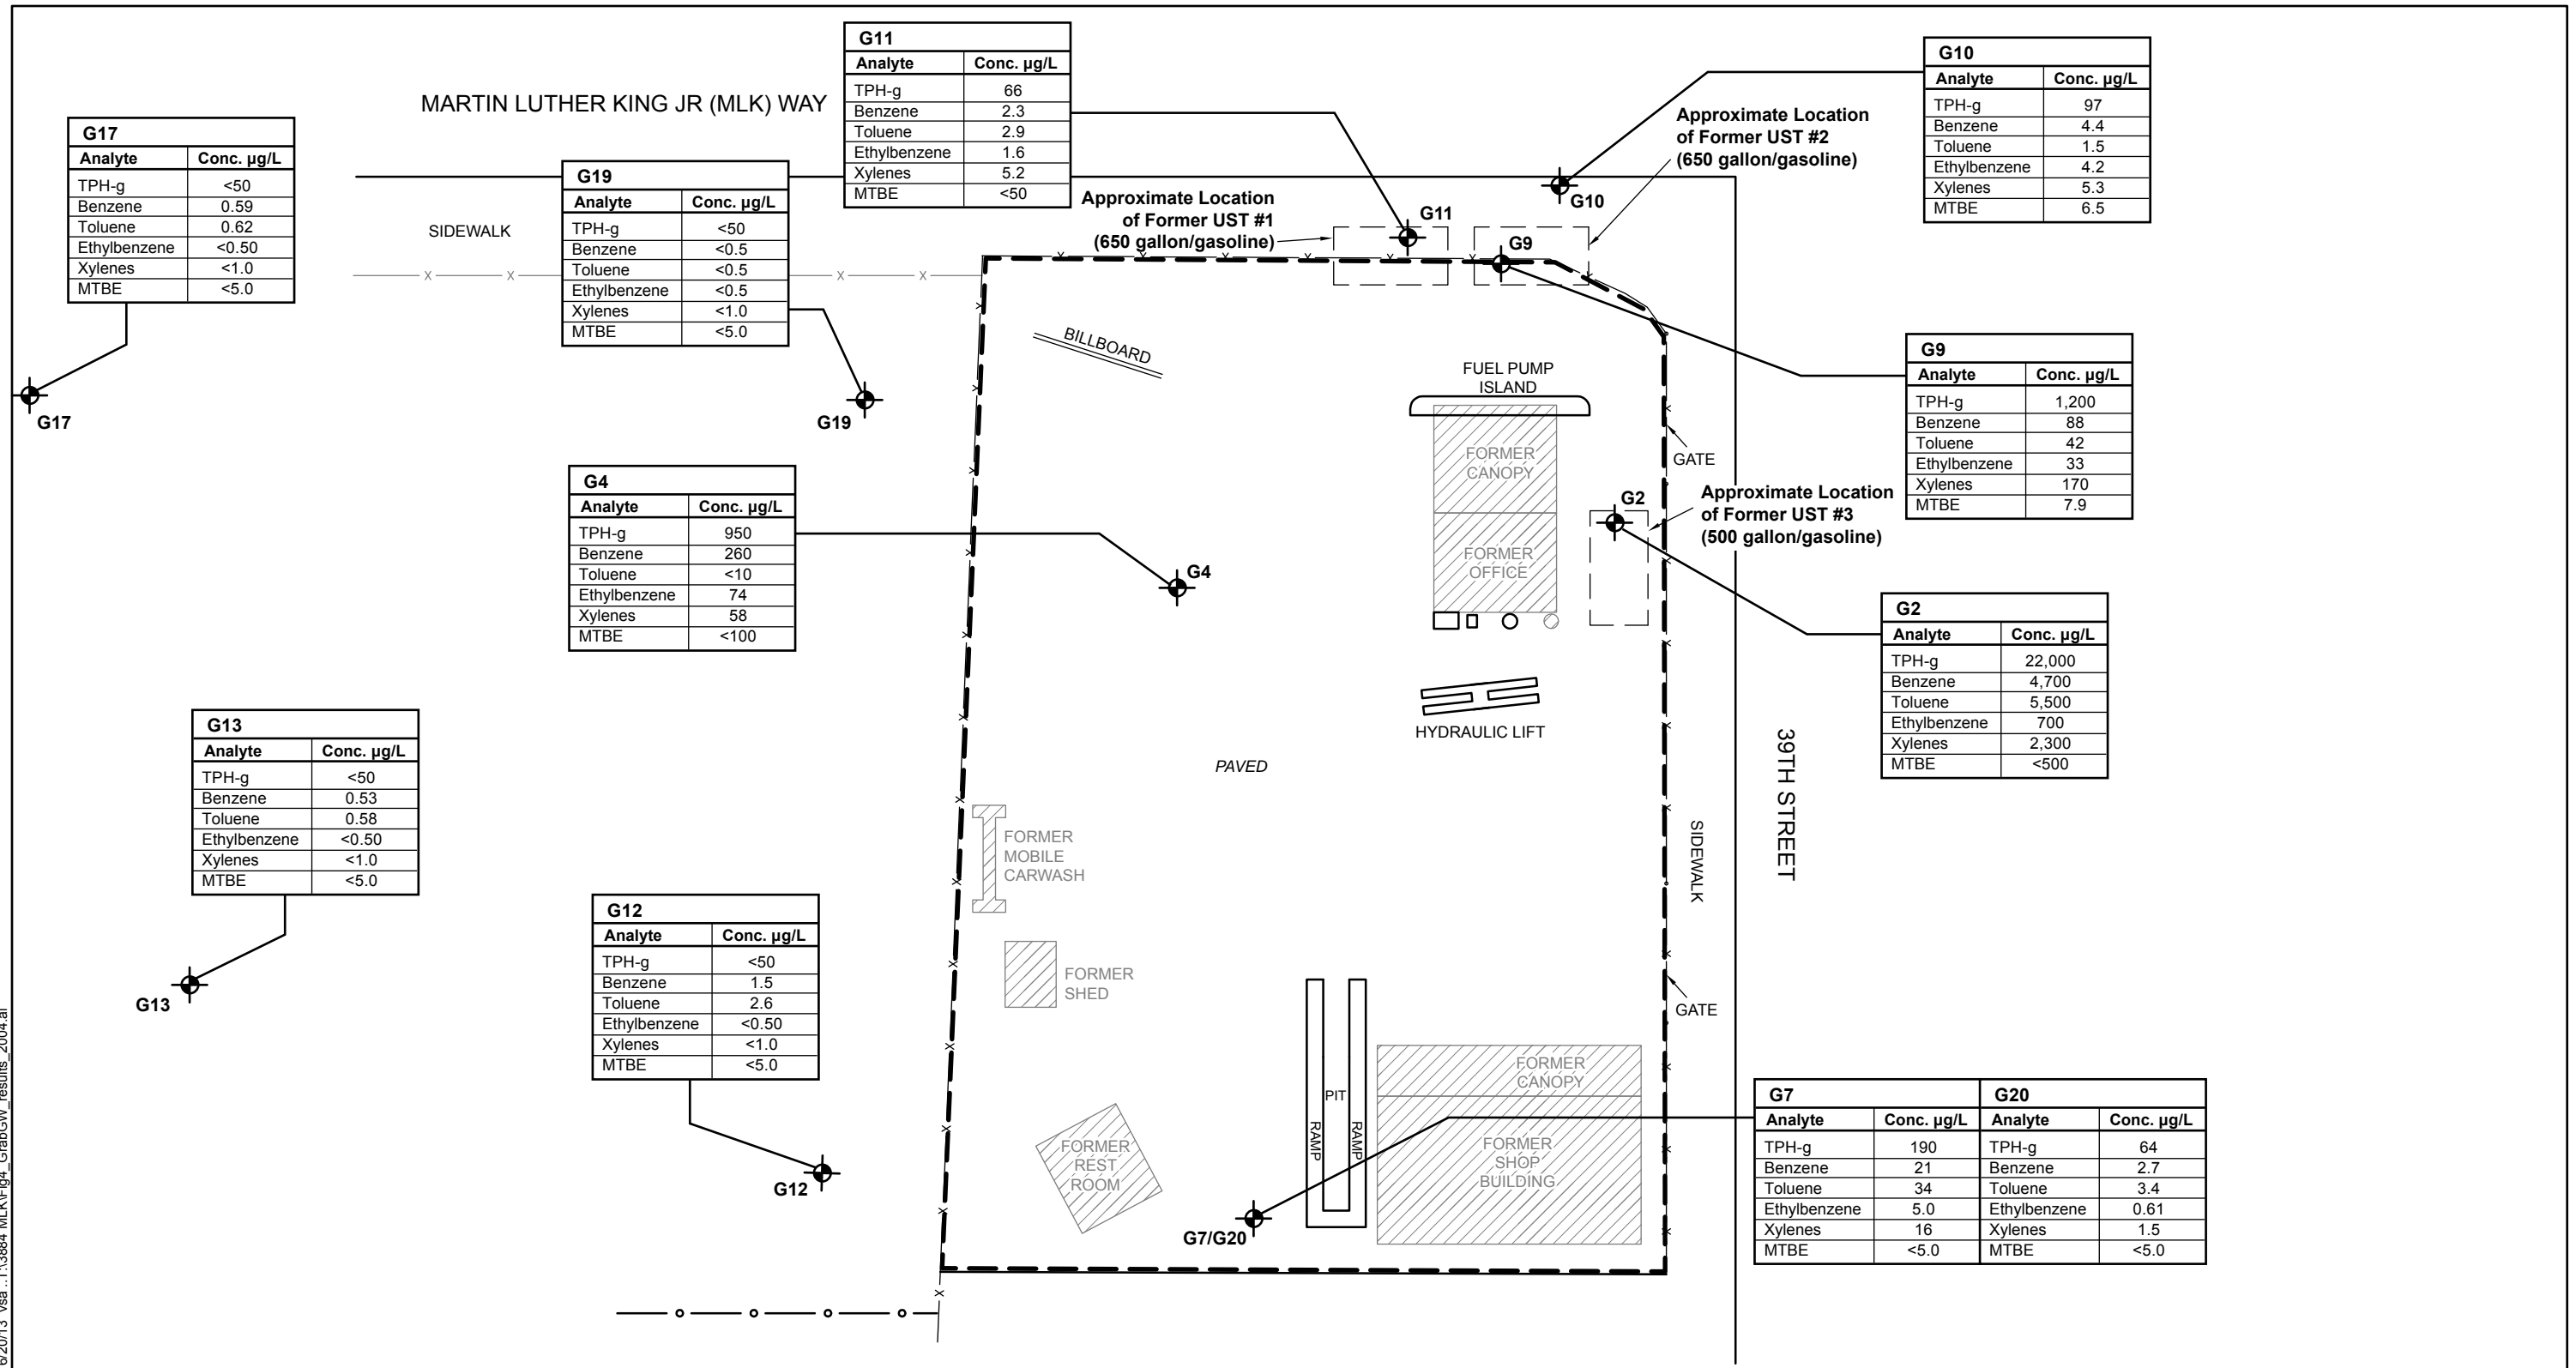 MARTIN LUTHER KING JR (MLK) WAY
G17
Analyte Conc. µg/L
TPH-g <50
Benzene 0.59
Toluene 0.62
Ethylbenzene <0.50
Xylenes <1.0
MTBE <5.0
G17
SIDEWALK
G19
Analyte Conc. µg/L
TPH-g <50
Benzene <0.5
Toluene <0.5
Ethylbenzene <0.5
Xylenes <1.0
MTBE <5.0
G19
G11
Analyte Conc. µg/L
TPH-g 66
Benzene 2.3
Toluene 2.9
Ethylbenzene 1.6
Xylenes 5.2
MTBE <50
Approximate Location
of Former UST #1
(650 gallon/gasoline)
G11
G9
G10
Approximate Location
of Former UST #2
(650 gallon/gasoline)
G10
Analyte Conc. µg/L
TPH-g 97
Benzene 4.4
Toluene 1.5
Ethylbenzene 4.2
Xylenes 5.3
MTBE 6.5
BILLBOARD
FUEL PUMP
ISLAND
FORMER
CANOPY
FORMER
OFFICE
GATE
G9
Analyte Conc. µg/L
TPH-g 1,200
Benzene 88
Toluene 42
Ethylbenzene 33
Xylenes 170
MTBE 7.9
G2
Approximate Location
of Former UST #3
(500 gallon/gasoline)
G4
Analyte Conc. µg/L
TPH-g 950
Benzene 260
Toluene <10
Ethylbenzene 74
Xylenes 58
MTBE <100
G4
G2
Analyte Conc. µg/L
TPH-g 22,000
Benzene 4,700
Toluene 5,500
Ethylbenzene 700
Xylenes 2,300
MTBE <500
HYDRAULIC LIFT
PAVED
39TH STREET
SIDEWALK
G13
Analyte Conc. µg/L
TPH-g <50
Benzene 0.53
Toluene 0.58
Ethylbenzene <0.50
Xylenes <1.0
MTBE <5.0
G13
FORMER
MOBILE
CARWASH
FORMER
SHED
G12
Analyte Conc. µg/L
TPH-g <50
Benzene 1.5
Toluene 2.6
Ethylbenzene <0.50
Xylenes <1.0
MTBE <5.0
G12
GATE
FORMER
REST
ROOM
RAMP
PIT
RAMP
FORMER
CANOPY
FORMER
SHOP
BUILDING
G7/G20
G7 G20
Analyte Conc. µg/L Analyte Conc. µg/L
TPH-g 190 TPH-g 64
Benzene 21 Benzene 2.7
Toluene 34 Toluene 3.4
Ethylbenzene 5.0 Ethylbenzene 0.61
Xylenes 16 Xylenes 1.5
MTBE <5.0 MTBE <5.0
6/20/13 vsa ..T:\3884 MLK\Fig4_GrabGW_results_2004.ai